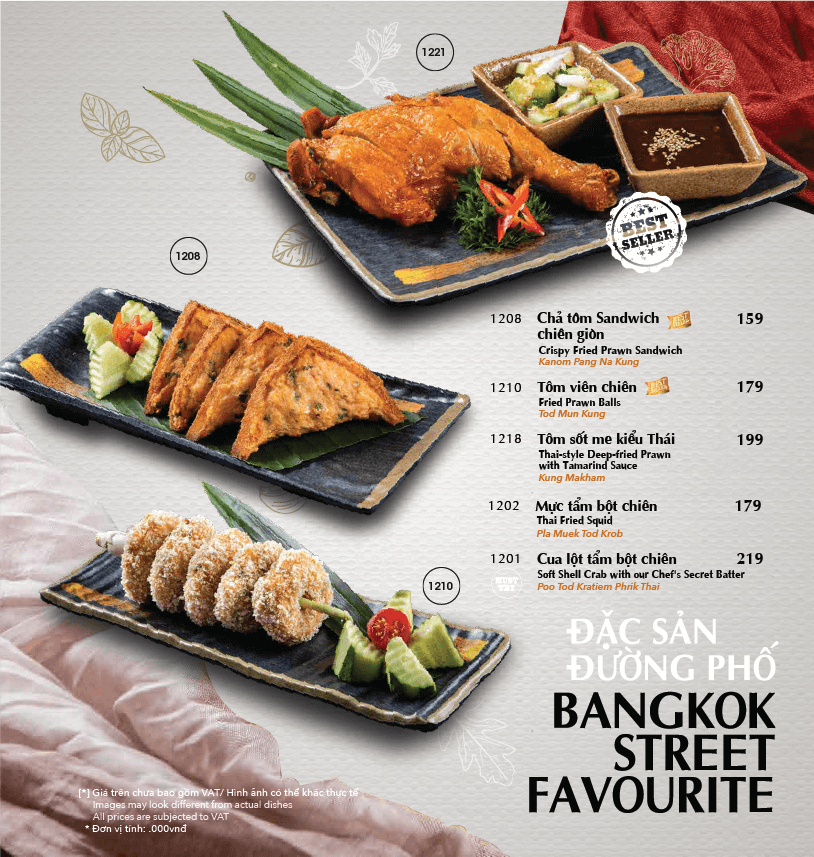 1221
BEST
SELLER
1208
1208 Chả tôm Sandwich 159
chiên giòn
Crispy Fried Prawn Sandwich
Kanom Pang Na Kung
1210 Tôm viên chiên 179
Fried Prawn Balls
Tod Mun Kung
1218 Tôm sốt me kiểu Thái 199
Thai-style Deep-fried Prawn
with Tamarind Sauce
Kung Makham
1202 Mực tẩm bột chiên 179
Thai Fried Squid
Pla Muek Tod Krob
1201 Cua lột tẩm bột chiên 219
MUST
TRY
Soft Shell Crab with our Chef's Secret Batter
Poo Tod Kratiem Phrik Thai
1210
ĐẶC SẢN
ĐƯỜNG PHỐ
BANGKOK
STREET
FAVOURITE
[*] Giá trên chưa bao gồm VAT/ Hình ảnh có thể khác thực tế
Images may look different from actual dishes
All prices are subjected to VAT
* Đơn vị tính: .000vnđ